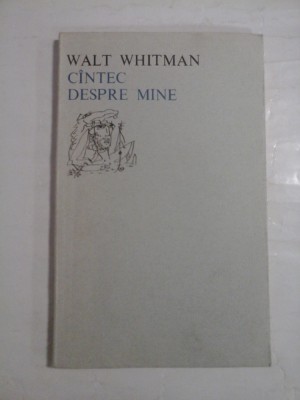 WALT WHITMAN
CÎNTEC
DESPRE MINE